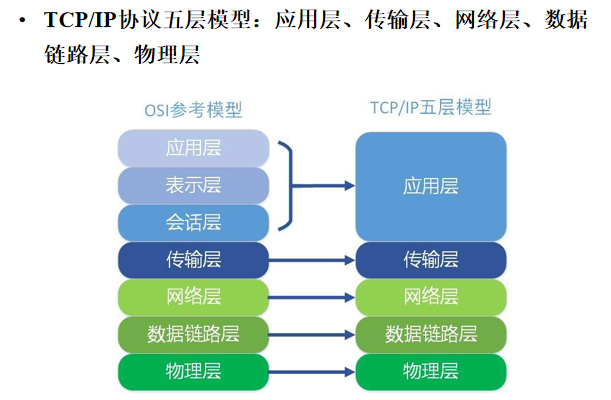 • TCP/IP协议五层模型：应用层、传输层、网络层、数据
链路层、物理层
OSI参考模型
TCP/IP五层模型
应用层
表示层
会话层
应用层
传输层
传输层
网络层
网络层
数据链路层
数据链路层
物理层
物理层